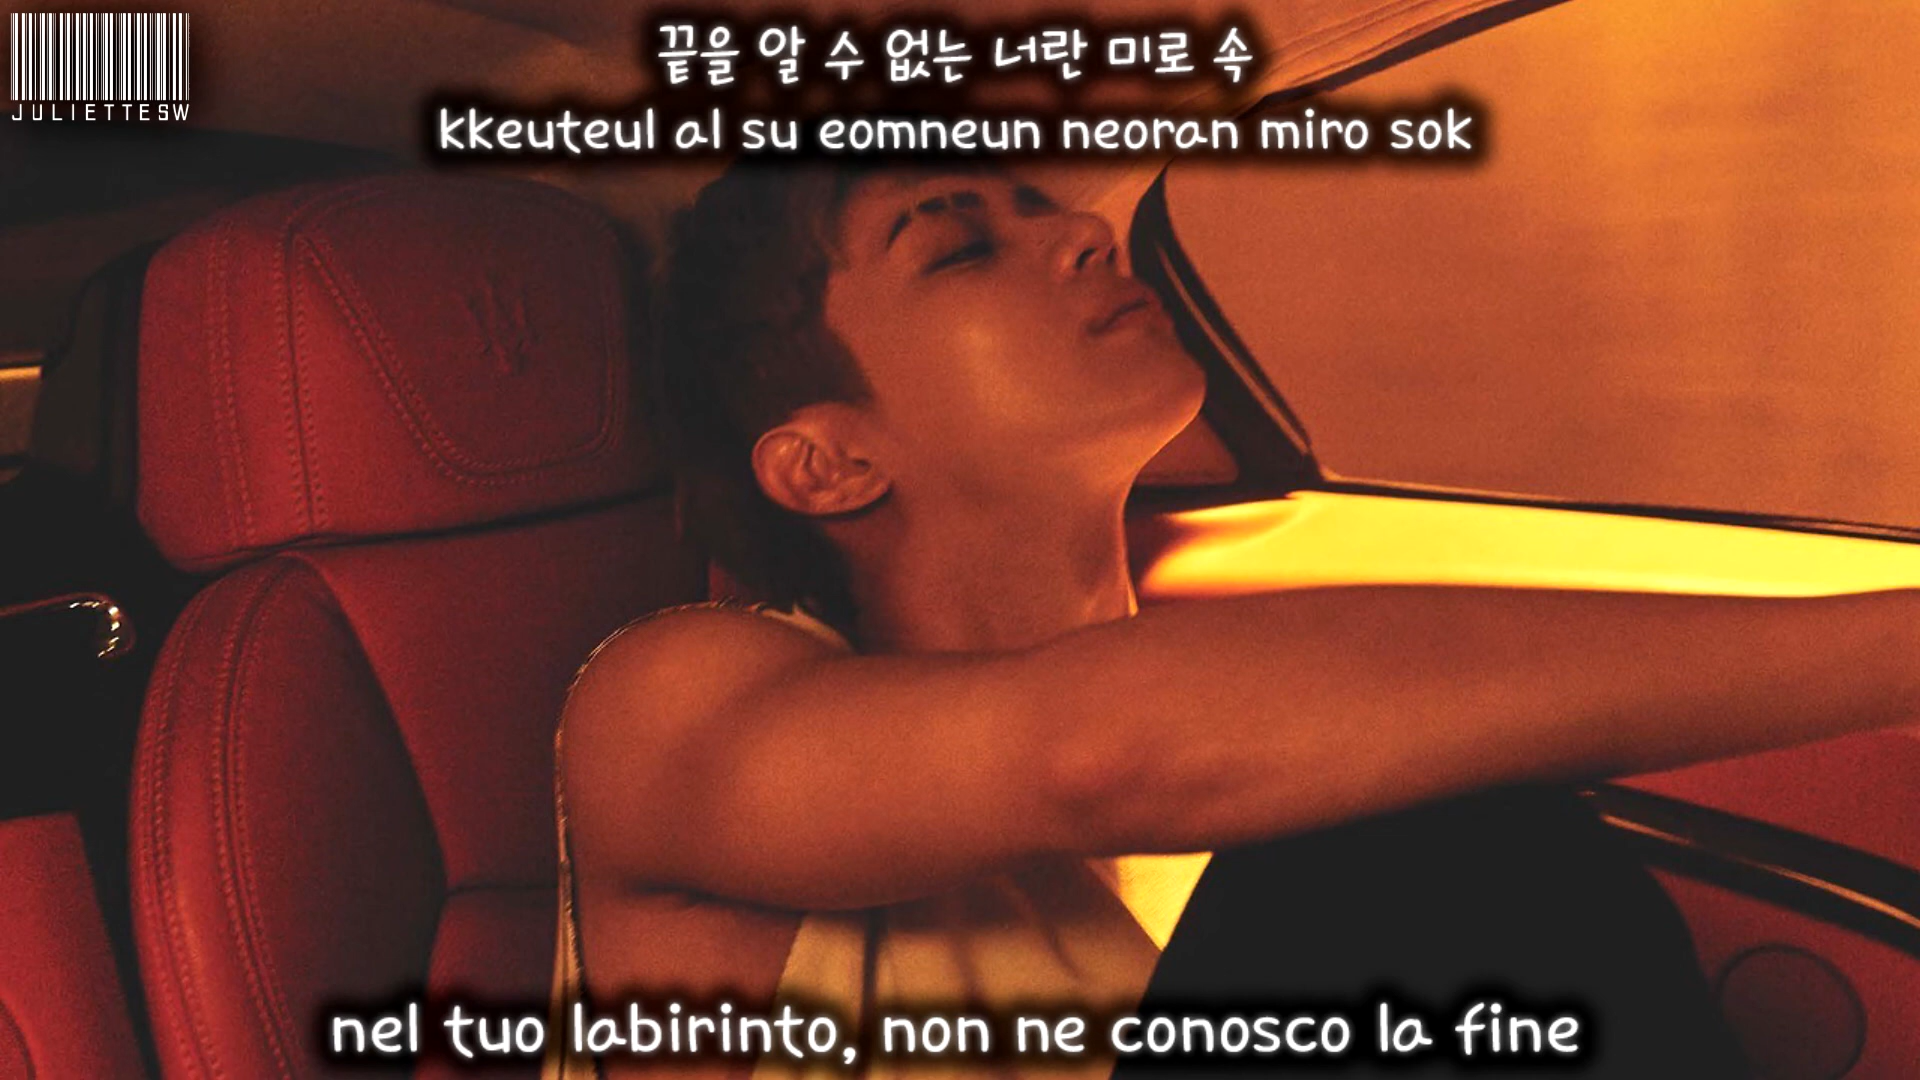 JULIETTESW
끝을 알 수 없는 너란 미로 속
kkeuteul al su eomneun neoran miro sok
nel tuo labirinto, non ne conosco la fine